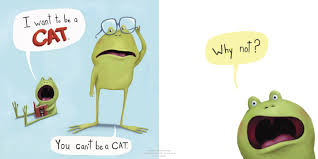 I want to be a
CAT.
You can't be a CAT.
Why not?